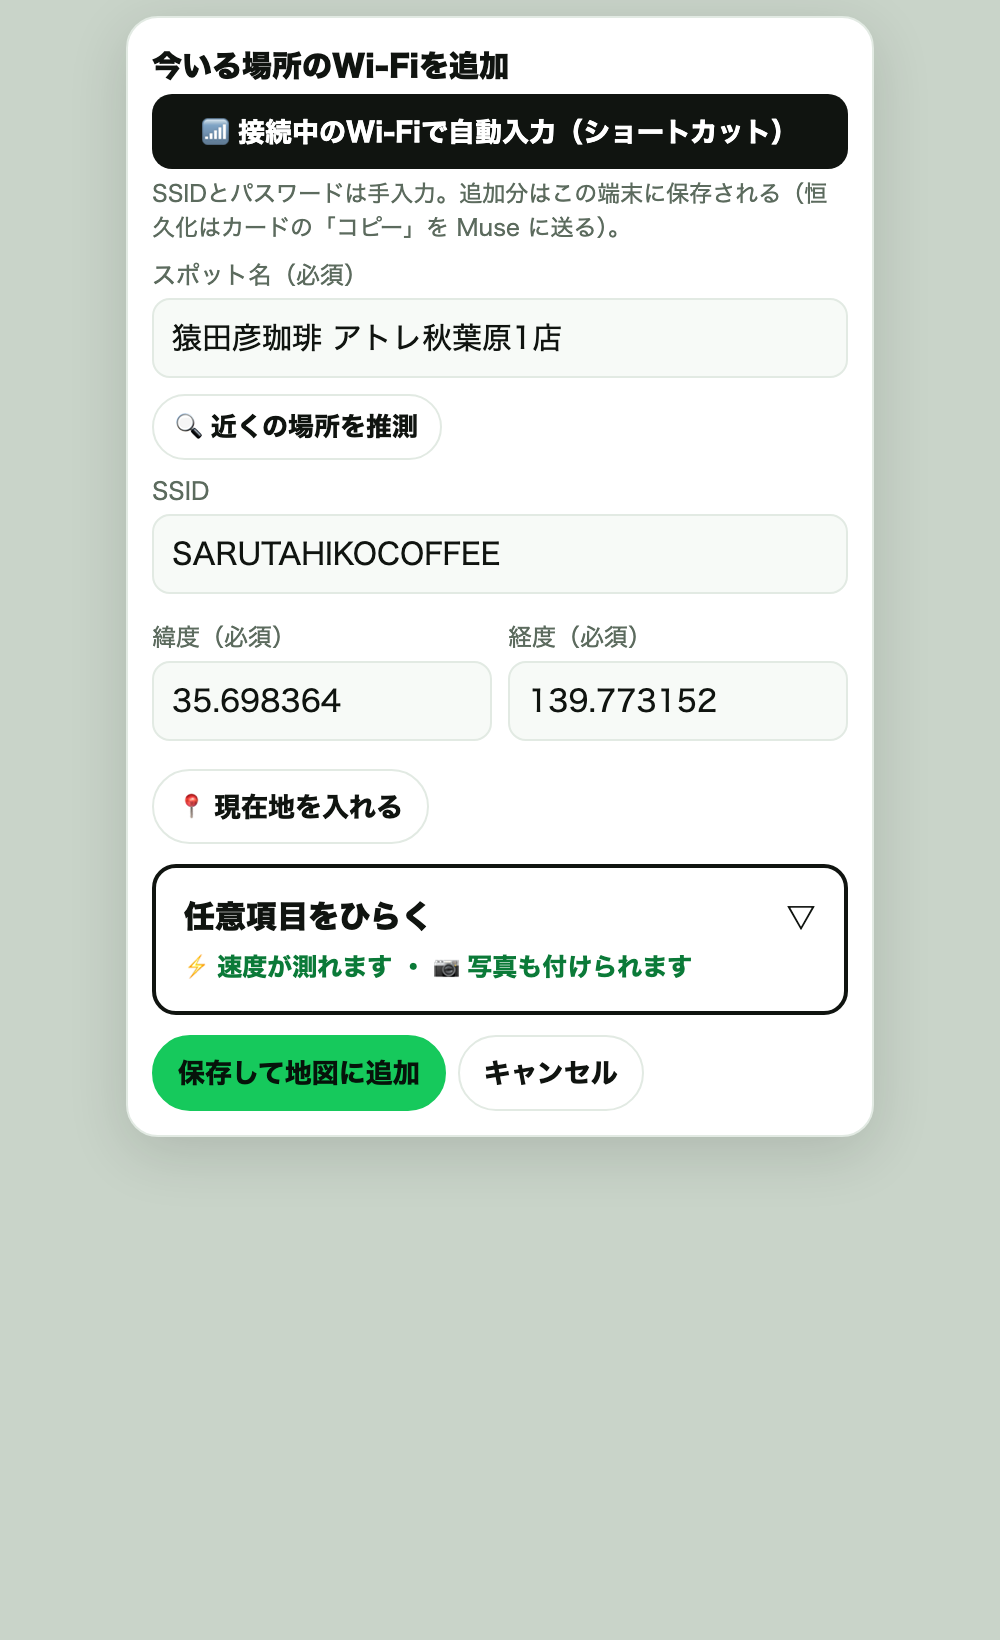 今いる場所のWi-Fiを追加
📶 接続中のWi-Fiで自動入力（ショートカット）
SSIDとパスワードは手入力。追加分はこの端末に保存される（恒
久化はカードの「コピー」を Muse に送る）。
スポット名（必須）
猿田彦珈琲 アトレ秋葉原1店
🔍 近くの場所を推測
SSID
SARUTAHIKOCOFFEE
緯度（必須） 経度（必須）
35.698364 139.773152
📍 現在地を入れる
任意項目をひらく ▽
⚡ 速度が測れます ・ 📷 写真も付けられます
保存して地図に追加 キャンセル